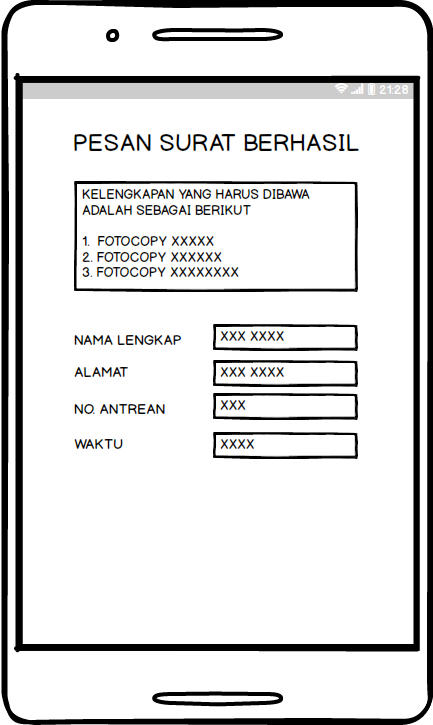 21:28
PESAN SURAT BERHASIL
KELENGKAPAN YANG HARUS DIBAWA
ADALAH SEBAGAI BERIKUT
1. FOTOCOPY XXXXX
2. FOTOCOPY XXXXXX
3. FOTOCOPY XXXXXXXX
NAMA LENGKAP XXX XXXX
ALAMAT XXX XXXX
NO. ANTREAN XXX
WAKTU XXXX